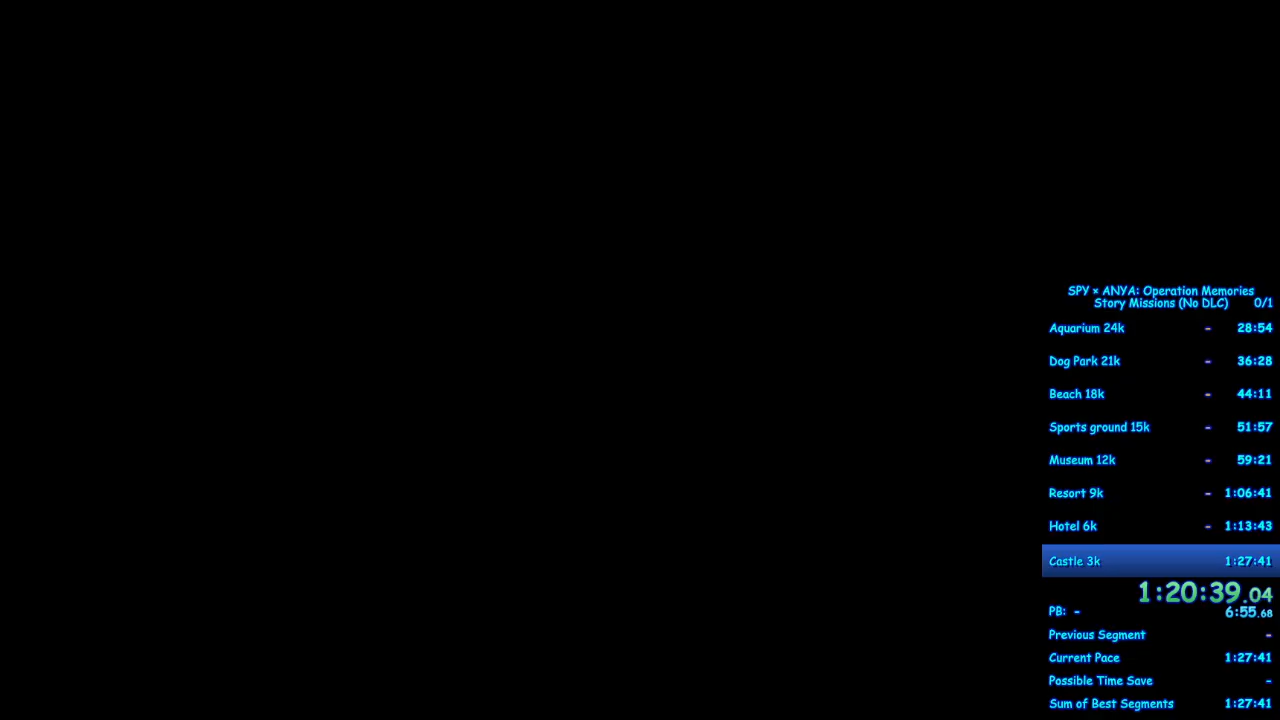 SPY × ANYA: Operation Memories
Story Missions (No DLC) 0/1
Aquarium 24k - 28:54
Dog Park 21k - 36:28
Beach 18k - 44:11
Sports ground 15k - 51:57
Museum 12k - 59:21
Resort 9k - 1:06:41
Hotel 6k - 1:13:43
Castle 3k 1:27:41
1:20:39.04
PB: - 6:55.68
Previous Segment -
Current Pace 1:27:41
Possible Time Save -
Sum of Best Segments 1:27:41